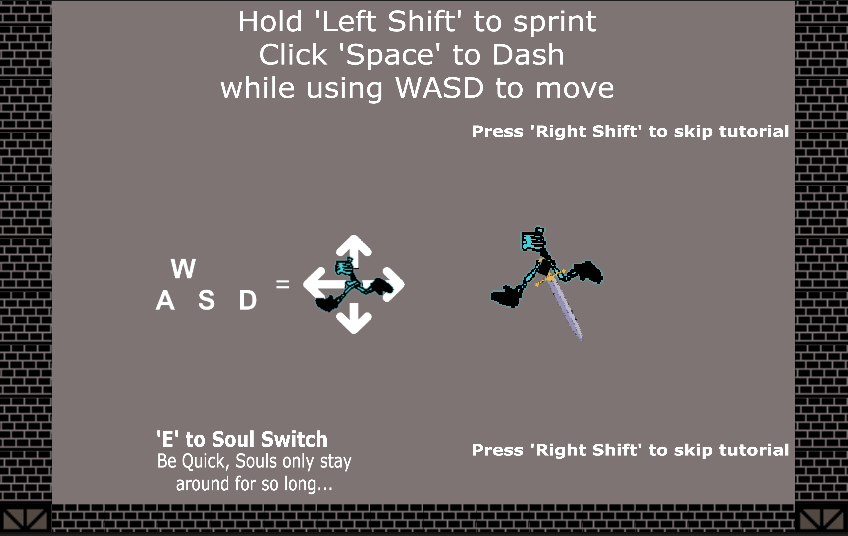 Hold 'Left Shift' to sprint
Click 'Space' to Dash
while using WASD to move
Press 'Right Shift' to skip tutorial
W
A S D =
'E' to Soul Switch
Be Quick, Souls only stay
around for so long...
Press 'Right Shift' to skip tutorial